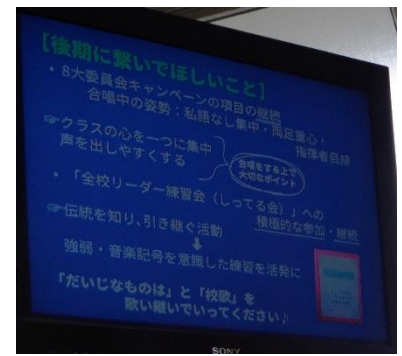 【後期に繋いでほしいこと】
・8大委員会キャンペーンの項目の継続
合唱中の姿勢:私語なし集中・両足重心・
指揮者目線
☞クラスの心を一つに集中
声を出しやすくする
合唱をする上で
大切なポイント
・「全校リーダー練習会(しってる会)」への
積極的な参加・継続
☞伝統を知り、引き継ぐ活動
↓
強弱・音楽記号を意識した練習を活発に
「だいじなものは」と「校歌」を
歌い継いでいってください♪
SONY